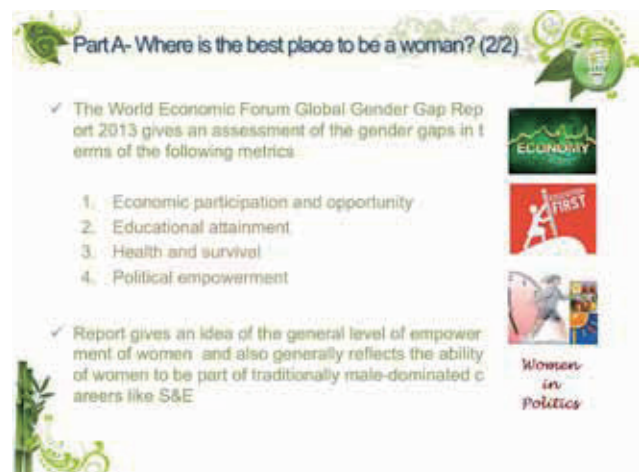 Part A- Where is the best place to be a woman? (2/2)
✓ The World Economic Forum Global Gender Gap Rep
ort 2013 gives an assessment of the gender gaps in t
erms of the following metrics
1. Economic participation and opportunity
2. Educational attainment
3. Health and survival
4. Political empowerment
✓ Report gives an idea of the general level of empower
ment of women and also generally reflects the ability
of women to be part of traditionally male-dominated c
areers like S&E
ECONOMY
EDUCATION
FIRST
Women
in
Politics